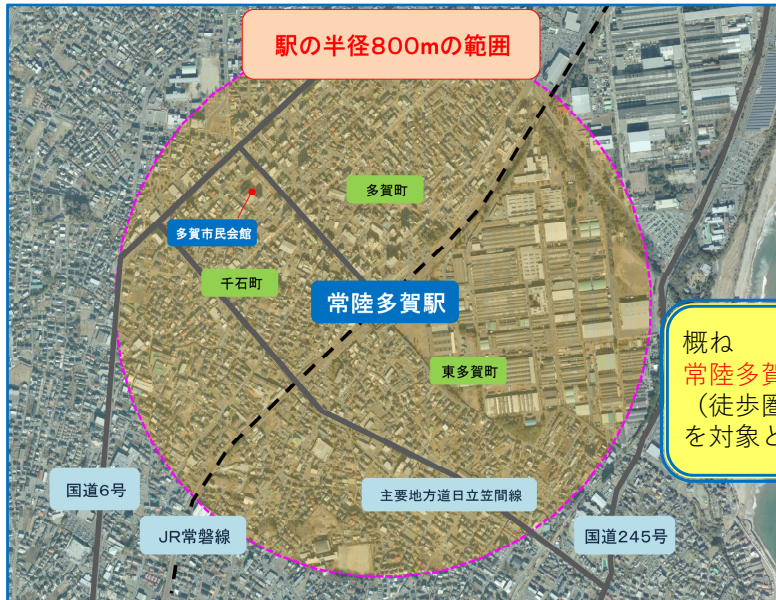 駅の半径800mの範囲
多賀町
多賀市民会館
千石町
常陸多賀駅
概ね
常陸多賀
（徒歩圏
を対象と
東多賀町
国道6号
主要地方道日立笠間線
JR常磐線
国道245号